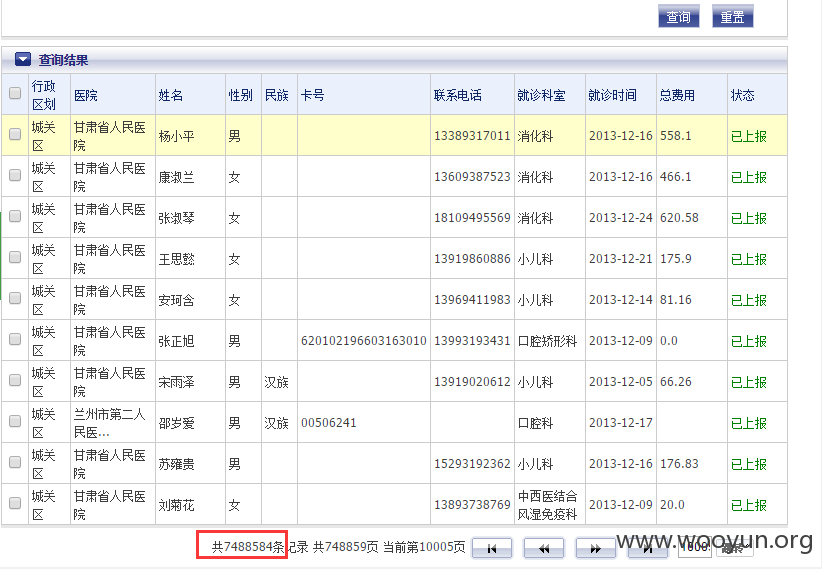 查询 重置
查询结果
行政区划 医院 姓名 性别 民族 卡号 联系电话 就诊科室 就诊时间 总费用 状态
城关区 甘肃省人民医院 杨小平 男 13389317011 消化科 2013-12-16 558.1 已上报
城关区 甘肃省人民医院 康淑兰 女 13609387523 消化科 2013-12-16 466.1 已上报
城关区 甘肃省人民医院 张淑琴 女 18109495569 消化科 2013-12-24 620.58 已上报
城关区 甘肃省人民医院 王思懿 女 13919860886 小儿科 2013-12-21 175.9 已上报
城关区 甘肃省人民医院 安珂含 女 13969411983 小儿科 2013-12-14 81.16 已上报
城关区 甘肃省人民医院 张正旭 男 620102196603163010 13993193431 口腔矫形科 2013-12-09 0.0 已上报
城关区 甘肃省人民医院 宋雨泽 男 汉族 13919020612 小儿科 2013-12-05 66.26 已上报
城关区 兰州市第二人民医... 邵岁爱 男 汉族 00506241 口腔科 2013-12-17 已上报
城关区 甘肃省人民医院 苏雍贵 男 15293192362 小儿科 2013-12-16 176.83 已上报
城关区 甘肃省人民医院 刘菊花 女 13893738769 中西医结合风湿免疫科 2013-12-09 20.0 已上报
共7488584条记录 共748859页 当前第10005页
www.wooyun.org